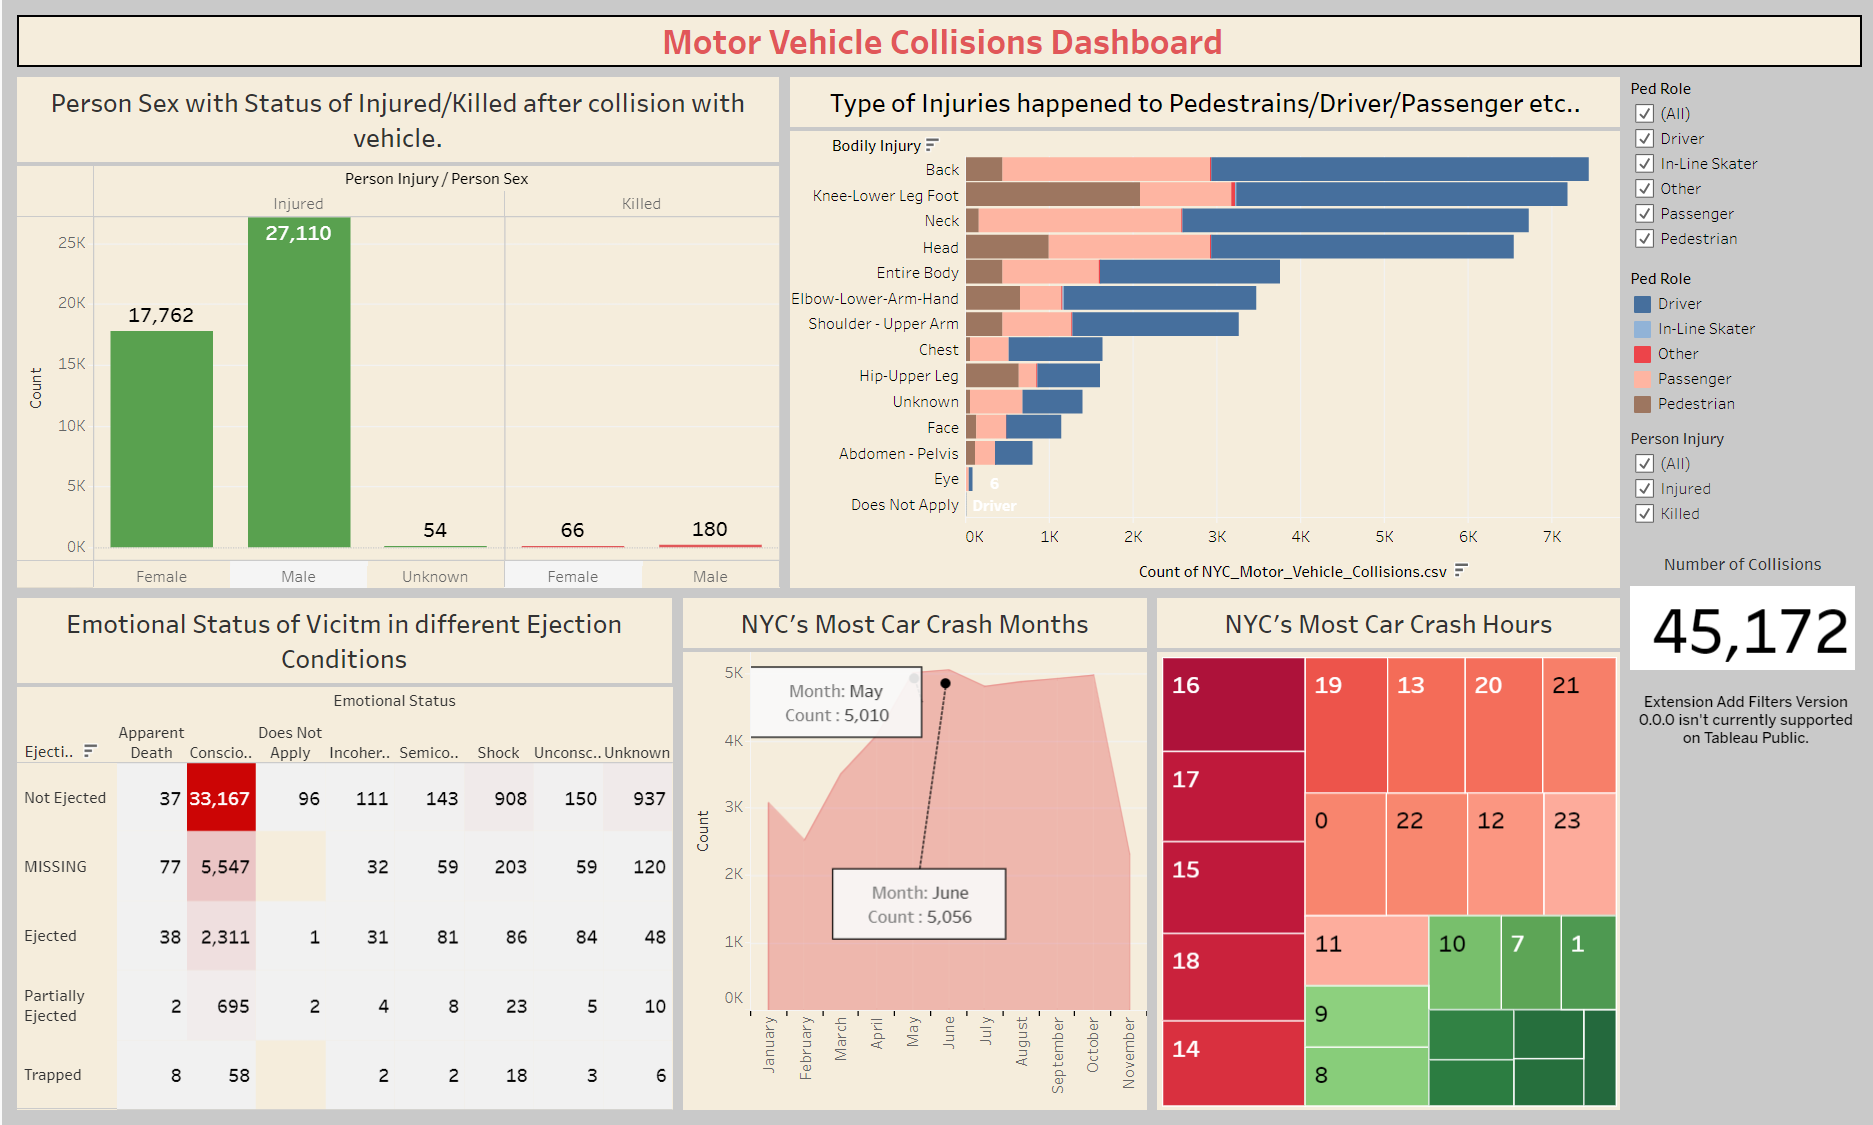 Motor Vehicle Collisions Dashboard
Person Sex with Status of Injured/Killed after collision with
vehicle.
Person Injury / Person Sex
Injured
Killed
Count
25K
20K
15K
10K
5K
0K
17,762
27,110
54
66
180
Female
Male
Unknown
Female
Male
Type of Injuries happened to Pedestrains/Driver/Passenger etc..
Bodily Injury
Back
Knee-Lower Leg Foot
Neck
Head
Entire Body
Elbow-Lower-Arm-Hand
Shoulder - Upper Arm
Chest
Hip-Upper Leg
Unknown
Face
Abdomen - Pelvis
Eye
Does Not Apply
6
Driver
0K 1K 2K 3K 4K 5K 6K 7K
Count of NYC_Motor_Vehicle_Collisions.csv
Ped Role
(All)
Driver
In-Line Skater
Other
Passenger
Pedestrian
Ped Role
Driver
In-Line Skater
Other
Passenger
Pedestrian
Person Injury
(All)
Injured
Killed
Number of Collisions
45,172
Extension Add Filters Version
0.0.0 isn't currently supported
on Tableau Public.
Emotional Status of Vicitm in different Ejection
Conditions
Emotional Status
Apparent Does Not
Ejecti.. Death Conscio.. Apply Incoher.. Semico.. Shock Unconsc.. Unknown
Not Ejected 37 33,167 96 111 143 908 150 937
MISSING 77 5,547 32 59 203 59 120
Ejected 38 2,311 1 31 81 86 84 48
Partially
Ejected 2 695 2 4 8 23 5 10
Trapped 8 58 2 2 18 3 6
NYC's Most Car Crash Months
Count
5K
4K
3K
2K
1K
0K
Month: May
Count : 5,010
Month: June
Count : 5,056
January
February
March
April
May
June
July
August
September
October
November
NYC's Most Car Crash Hours
16
17
15
18
14
19
13
20
21
0
22
12
23
11
9
8
10
7
1